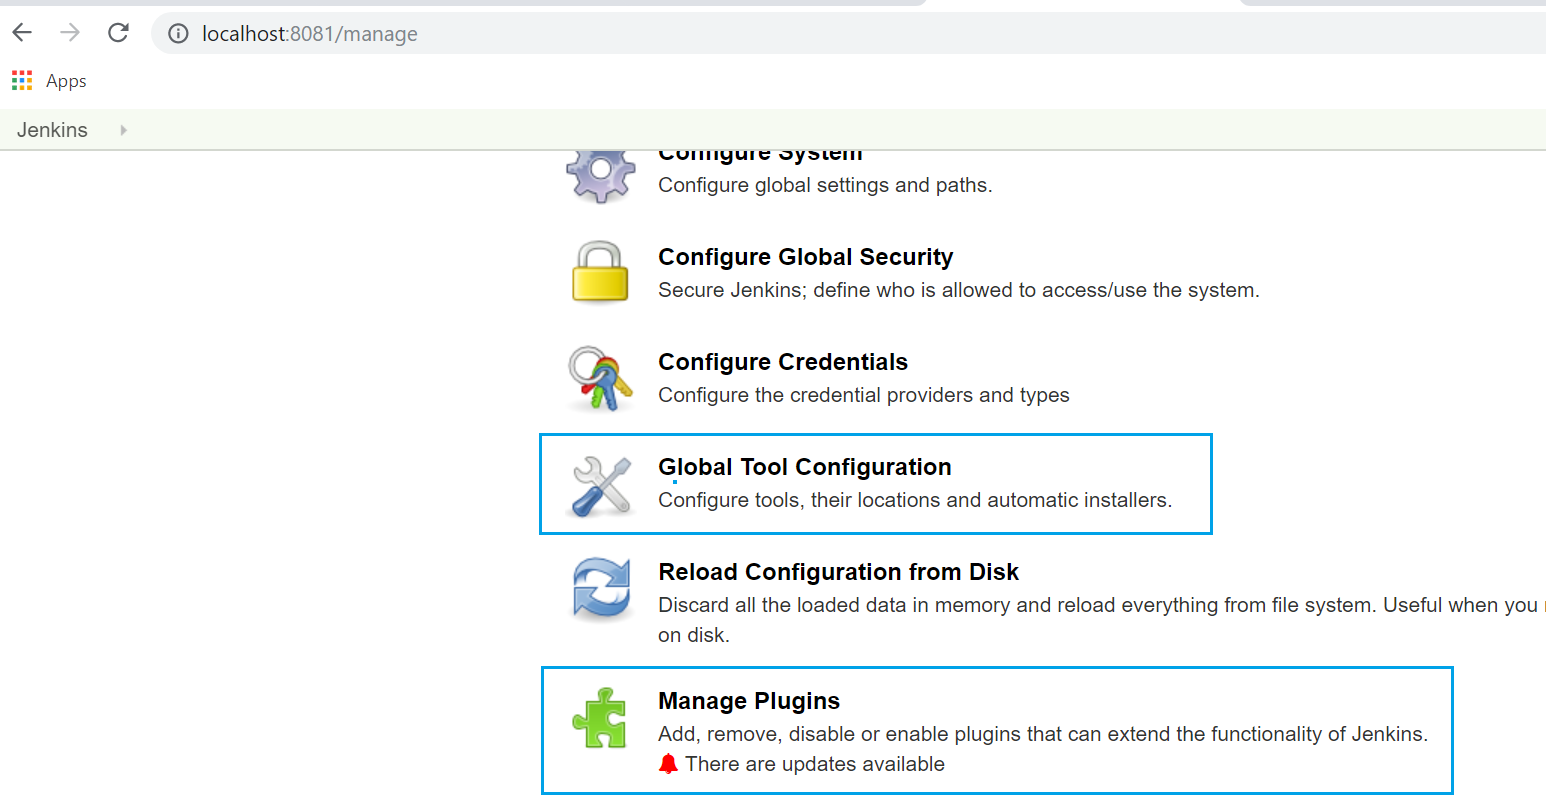 localhost:8081/manage
Apps
Jenkins
Configure System
Configure global settings and paths.
Configure Global Security
Secure Jenkins; define who is allowed to access/use the system.
Configure Credentials
Configure the credential providers and types
Global Tool Configuration
Configure tools, their locations and automatic installers.
Reload Configuration from Disk
Discard all the loaded data in memory and reload everything from file system. Useful when you
on disk.
Manage Plugins
Add, remove, disable or enable plugins that can extend the functionality of Jenkins.
There are updates available